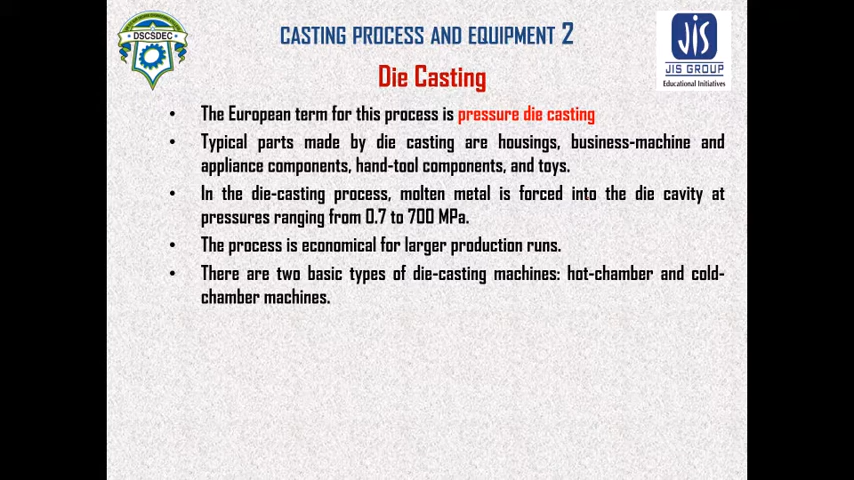 DSCSDEC
CASTING PROCESS AND EQUIPMENT 2
JIS
JIS GROUP
Educational Initiatives
Die Casting
• The European term for this process is pressure die casting
• Typical parts made by die casting are housings, business-machine and
appliance components, hand-tool components, and toys.
• In the die-casting process, molten metal is forced into the die cavity at
pressures ranging from 0.7 to 700 MPa.
• The process is economical for larger production runs.
• There are two basic types of die-casting machines: hot-chamber and cold-
chamber machines.